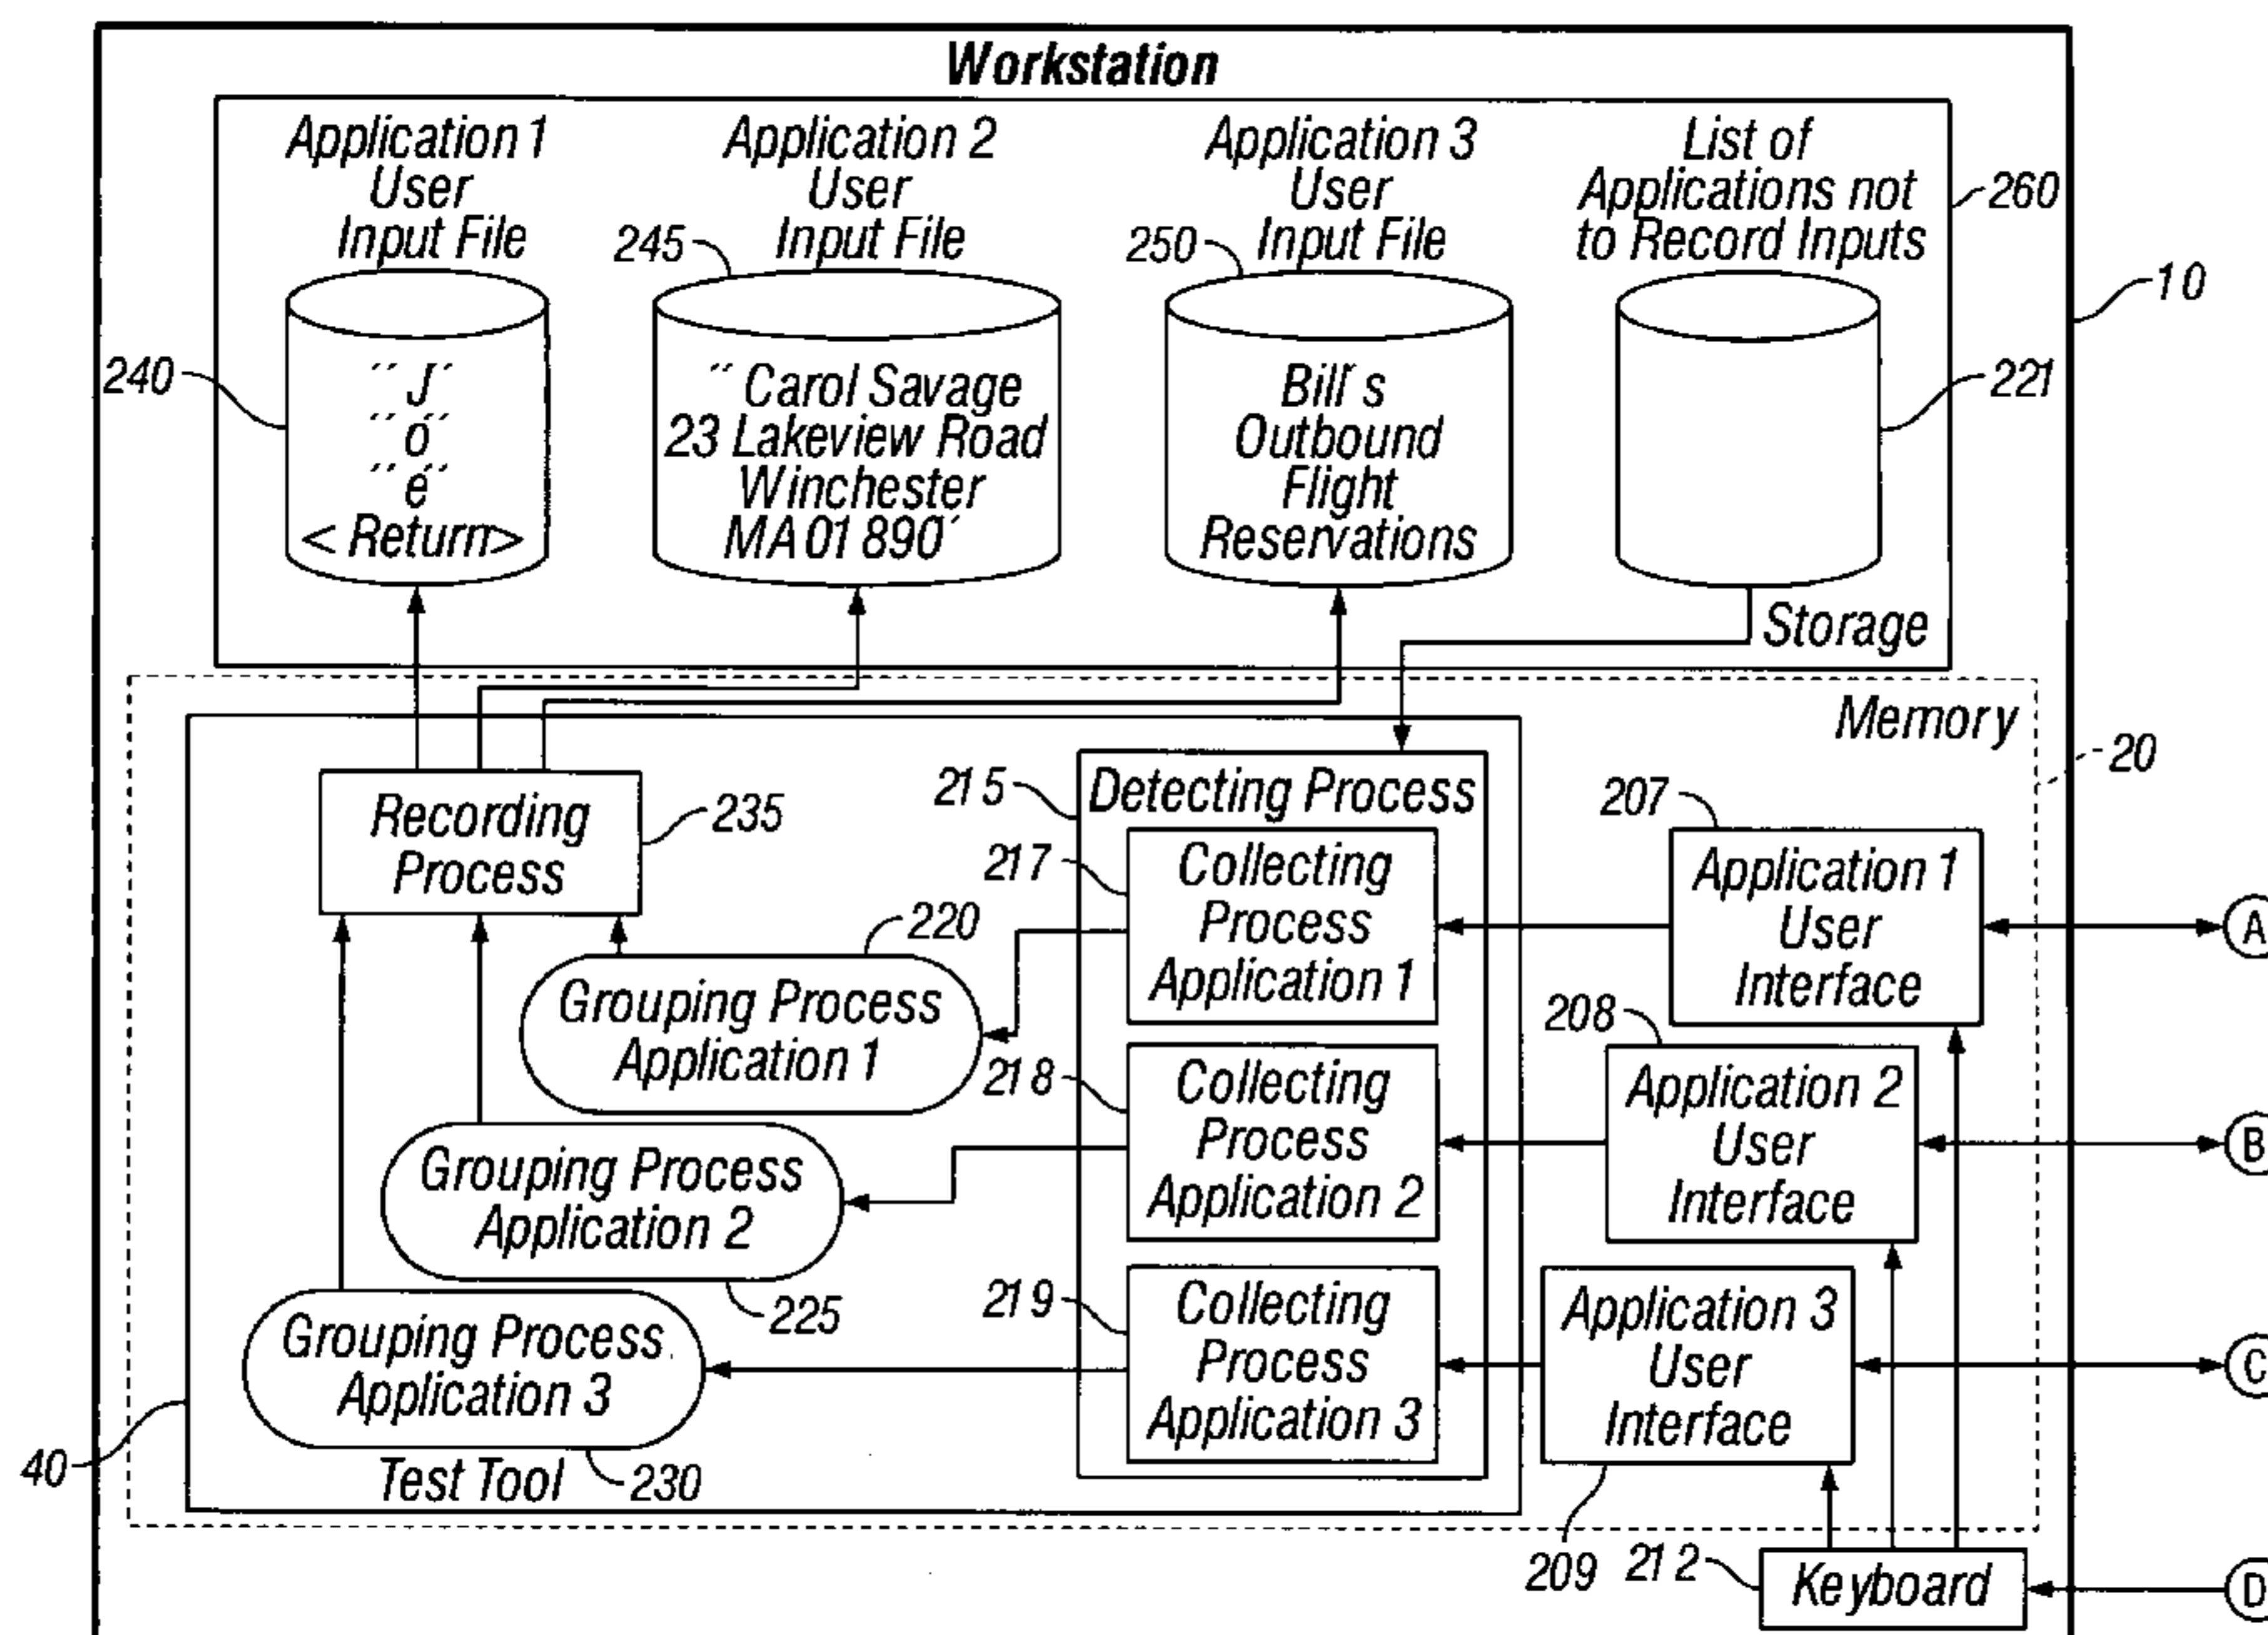 Workstation
Application 1
User
Input File
Application 2
User
Input File
Application 3
User
Input File
List of
Applications not
to Record Inputs
260
245
250
10
240
"J"
"o"
"e"
< Return>
" Carol Savage
23 Lakeview Road
Winchester
MA01890"
Bill's
Outbound
Flight
Reservations
221
Storage
Memory
20
Recording
Process
235
215
Detecting Process
207
217
Collecting
Process
Application 1
Application 1
User
Interface
A
220
Grouping Process
Application 1
208
218
Collecting
Process
Application 2
Application 2
User
Interface
B
Grouping Process
Application 2
225
219
Collecting
Process
Application 3
Application 3
User
Interface
C
Grouping Process
Application 3
40
Test Tool
230
209
212
Keyboard
D